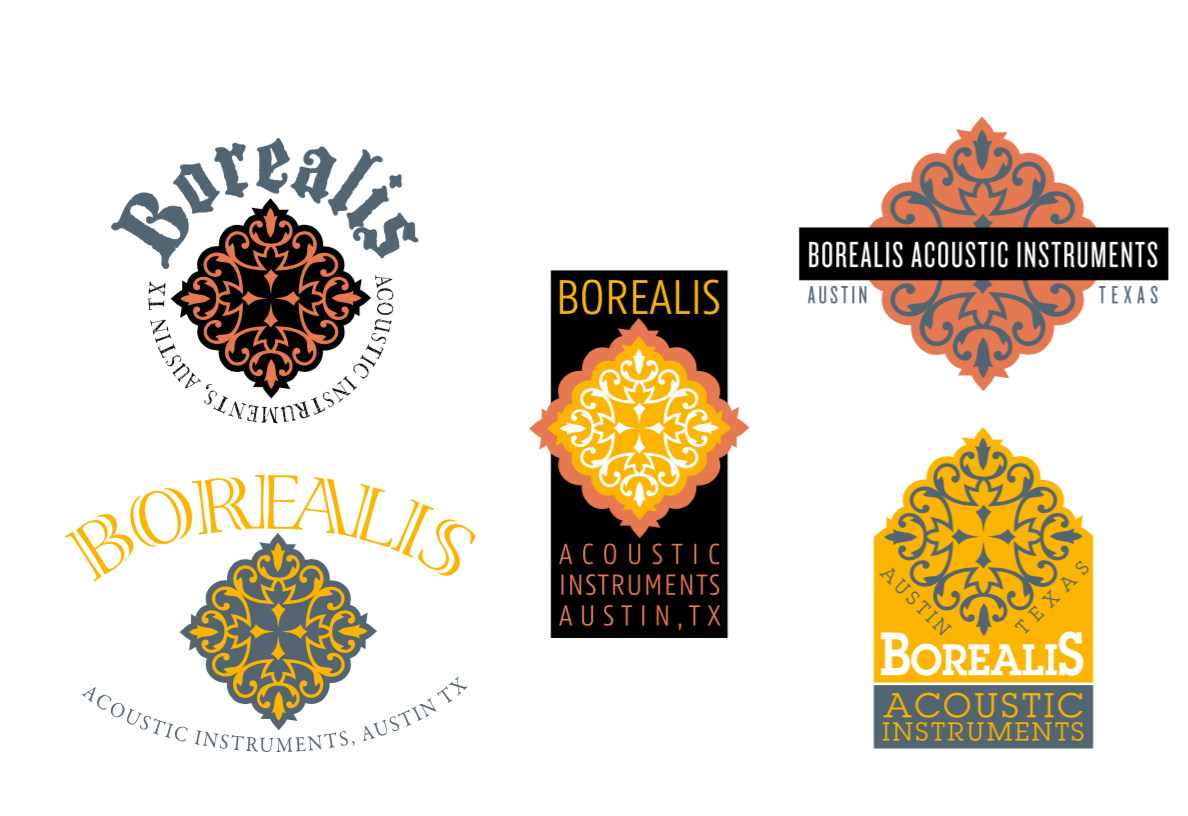 Borealis
ACOUSTIC INSTRUMENTS, AUSTIN TX
BOREALIS
ACOUSTIC INSTRUMENTS, AUSTIN TX
BOREALIS
ACOUSTIC
INSTRUMENTS
AUSTIN, TX
BOREALIS ACOUSTIC INSTRUMENTS
AUSTIN TEXAS
AUSTIN TEXAS
BOREALIS
ACOUSTIC
INSTRUMENTS